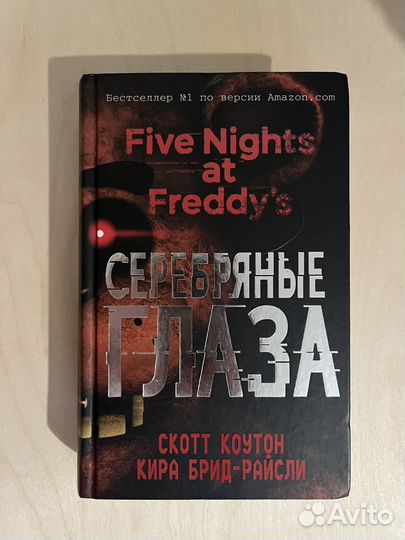 Бестселлер №1 по версии Amazon.com
Five Nights
at
Freddy's
СЕРЕБРЯНЫЕ
ГЛАЗА
СКОТТ КОУТОН
КИРА БРИД-РАЙСЛИ
Avito